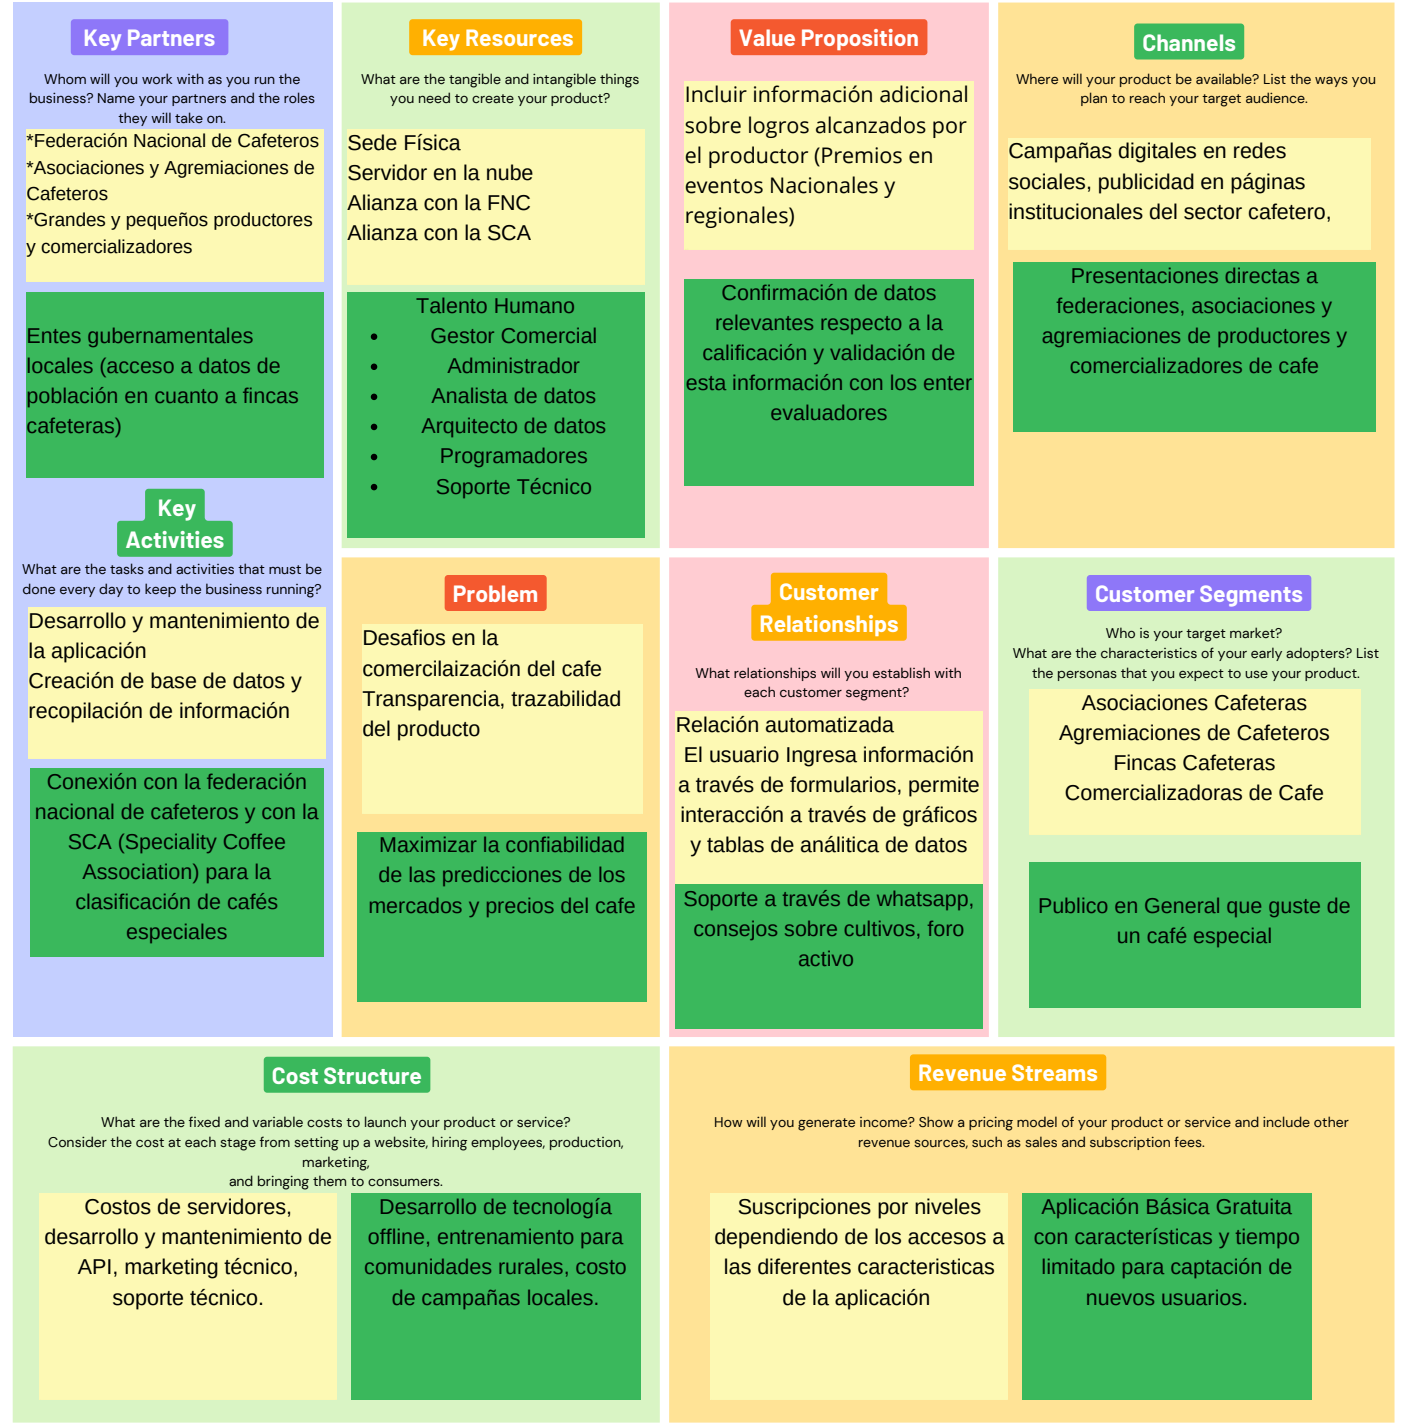 Key Partners
Whom will you work with as you run the
business? Name your partners and the roles
they will take on.
*Federación Nacional de Cafeteros
*Asociaciones y Agremiaciones de
Cafeteros
*Grandes y pequeños productores
y comercializadores
Entes gubernamentales
locales (acceso a datos de
población en cuanto a fincas
cafeteras)
Key
Activities
What are the tasks and activities that must be
done every day to keep the business running?
Desarrollo y mantenimiento de
la aplicación
Creación de base de datos y
recopilación de información
Conexión con la federación
nacional de cafeteros y con la
SCA (Speciality Coffee
Association) para la
clasificación de cafés
especiales
Key Resources
What are the tangible and intangible things
you need to create your product?
Sede Física
Servidor en la nube
Alianza con la FNC
Alianza con la SCA
Talento Humano
• Gestor Comercial
• Administrador
• Analista de datos
• Arquitecto de datos
• Programadores
• Soporte Técnico
Problem
Desafios en la
comercilaización del cafe
Transparencia, trazabilidad
del producto
Maximizar la confiabilidad
de las predicciones de los
mercados y precios del cafe
Value Proposition
Incluir información adicional
sobre logros alcanzados por
el productor (Premios en
eventos Nacionales y
regionales)
Confirmación de datos
relevantes respecto a la
calificación y validación de
esta información con los enter
evaluadores
Customer
Relationships
What relationships will you establish with
each customer segment?
Relación automatizada
El usuario Ingresa información
a través de formularios, permite
interacción a través de gráficos
y tablas de análitica de datos
Soporte a través de whatsapp,
consejos sobre cultivos, foro
activo
Channels
Where will your product be available? List the ways you
plan to reach your target audience.
Campañas digitales en redes
sociales, publicidad en páginas
institucionales del sector cafetero,
Presentaciones directas a
federaciones, asociaciones y
agremiaciones de productores y
comercializadores de cafe
Customer Segments
Who is your target market?
What are the characteristics of your early adopters? List
the personas that you expect to use your product.
Asociaciones Cafeteras
Agremiaciones de Cafeteros
Fincas Cafeteras
Comercializadoras de Cafe
Publico en General que guste de
un café especial
Cost Structure
What are the fixed and variable costs to launch your product or service?
Consider the cost at each stage from setting up a website, hiring employees, production,
marketing,
and bringing them to consumers.
Costos de servidores,
desarrollo y mantenimiento de
API, marketing técnico,
soporte técnico.
Desarrollo de tecnología
offline, entrenamiento para
comunidades rurales, costo
de campañas locales.
Revenue Streams
How will you generate income? Show a pricing model of your product or service and include other
revenue sources, such as sales and subscription fees.
Suscripciones por niveles
dependiendo de los accesos a
las diferentes caracteristicas
de la aplicación
Aplicación Básica Gratuita
con características y tiempo
limitado para captación de
nuevos usuarios.